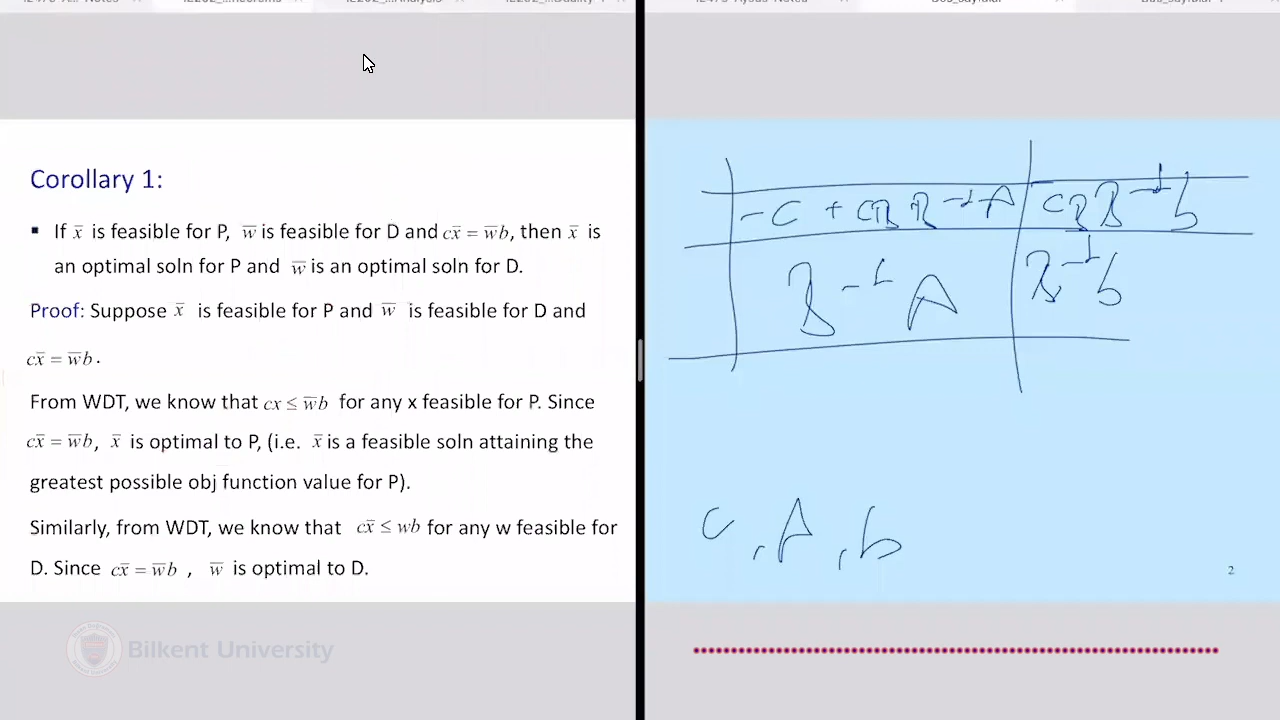 Corollary 1:
▪ If x̄ is feasible for P, w̄ is feasible for D and cx̄ = w̄b, then x̄ is
an optimal soln for P and w̄ is an optimal soln for D.
Proof: Suppose x̄ is feasible for P and w̄ is feasible for D and
cx̄ = w̄b.
From WDT, we know that cx ≤ w̄b for any x feasible for P. Since
cx̄ = w̄b, x̄ is optimal to P, (i.e. x̄ is a feasible soln attaining the
greatest possible obj function value for P).
Similarly, from WDT, we know that cx̄ ≤ wb for any w feasible for
D. Since cx̄ = w̄b , w̄ is optimal to D.
Bilkent University
-c + cB B⁻¹A cB B⁻¹b
B⁻¹A B⁻¹b
c, A, b
2